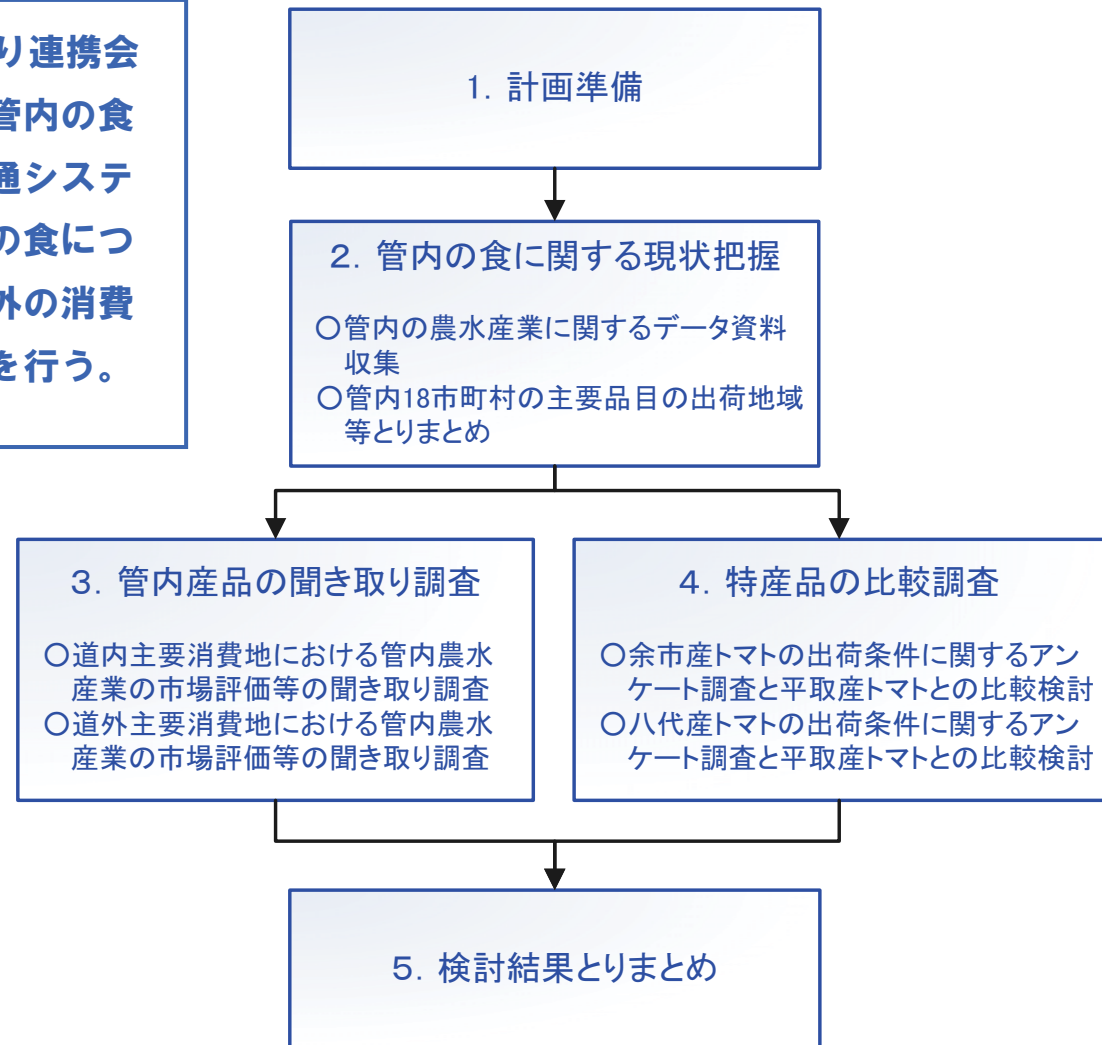 り連携会
管内の食
通システ
の食につ
外の消費
を行う。
1. 計画準備
2. 管内の食に関する現状把握
○管内の農水産業に関するデータ資料
収集
○管内18市町村の主要品目の出荷地域
等とりまとめ
3. 管内産品の聞き取り調査
○道内主要消費地における管内農水
産業の市場評価等の聞き取り調査
○道外主要消費地における管内農水
産業の市場評価等の聞き取り調査
4. 特産品の比較調査
○余市産トマトの出荷条件に関するアン
ケート調査と平取産トマトとの比較検討
○八代産トマトの出荷条件に関するアン
ケート調査と平取産トマトとの比較検討
5. 検討結果とりまとめ